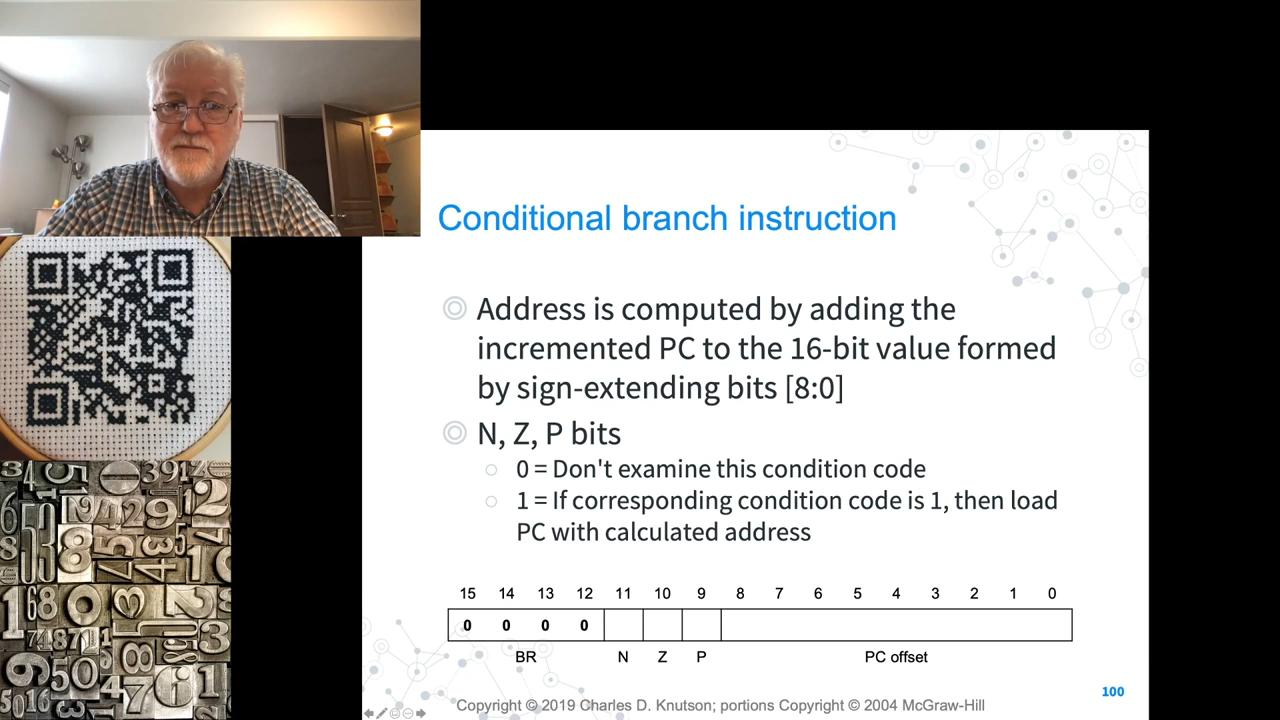 Conditional branch instruction
Address is computed by adding the
incremented PC to the 16-bit value formed
by sign-extending bits [8:0]
N, Z, P bits
0 = Don't examine this condition code
1 = If corresponding condition code is 1, then load
PC with calculated address
15 14 13 12 11 10 9 8 7 6 5 4 3 2 1 0
0 0 0 0
BR N Z P PC offset
100
Copyright © 2019 Charles D. Knutson; portions Copyright © 2004 McGraw-Hill